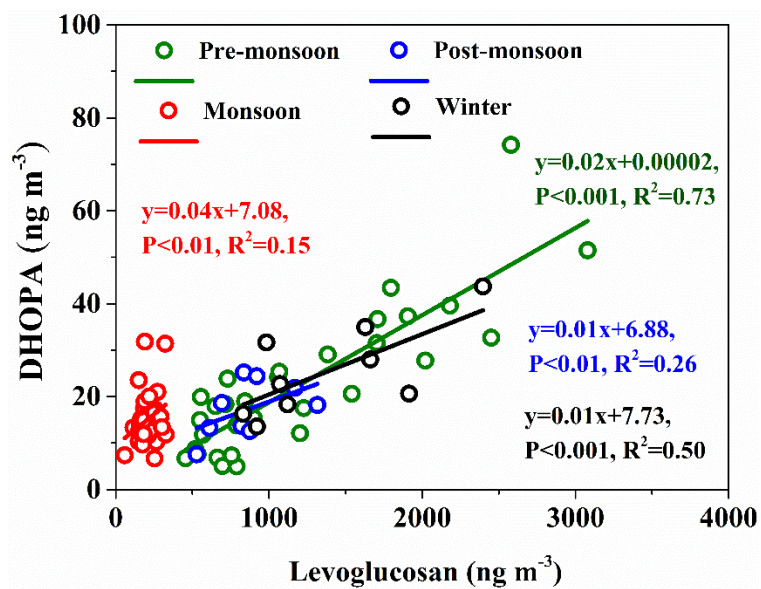 100
80
60
40
20
0
DHOPA (ng m⁻³)
Pre-monsoon
Post-monsoon
Monsoon
Winter
y=0.02x+0.00002,
P<0.001, R²=0.73
y=0.04x+7.08,
P<0.01, R²=0.15
y=0.01x+6.88,
P<0.01, R²=0.26
y=0.01x+7.73,
P<0.001, R²=0.50
0
1000
2000
3000
4000
Levoglucosan (ng m⁻³)